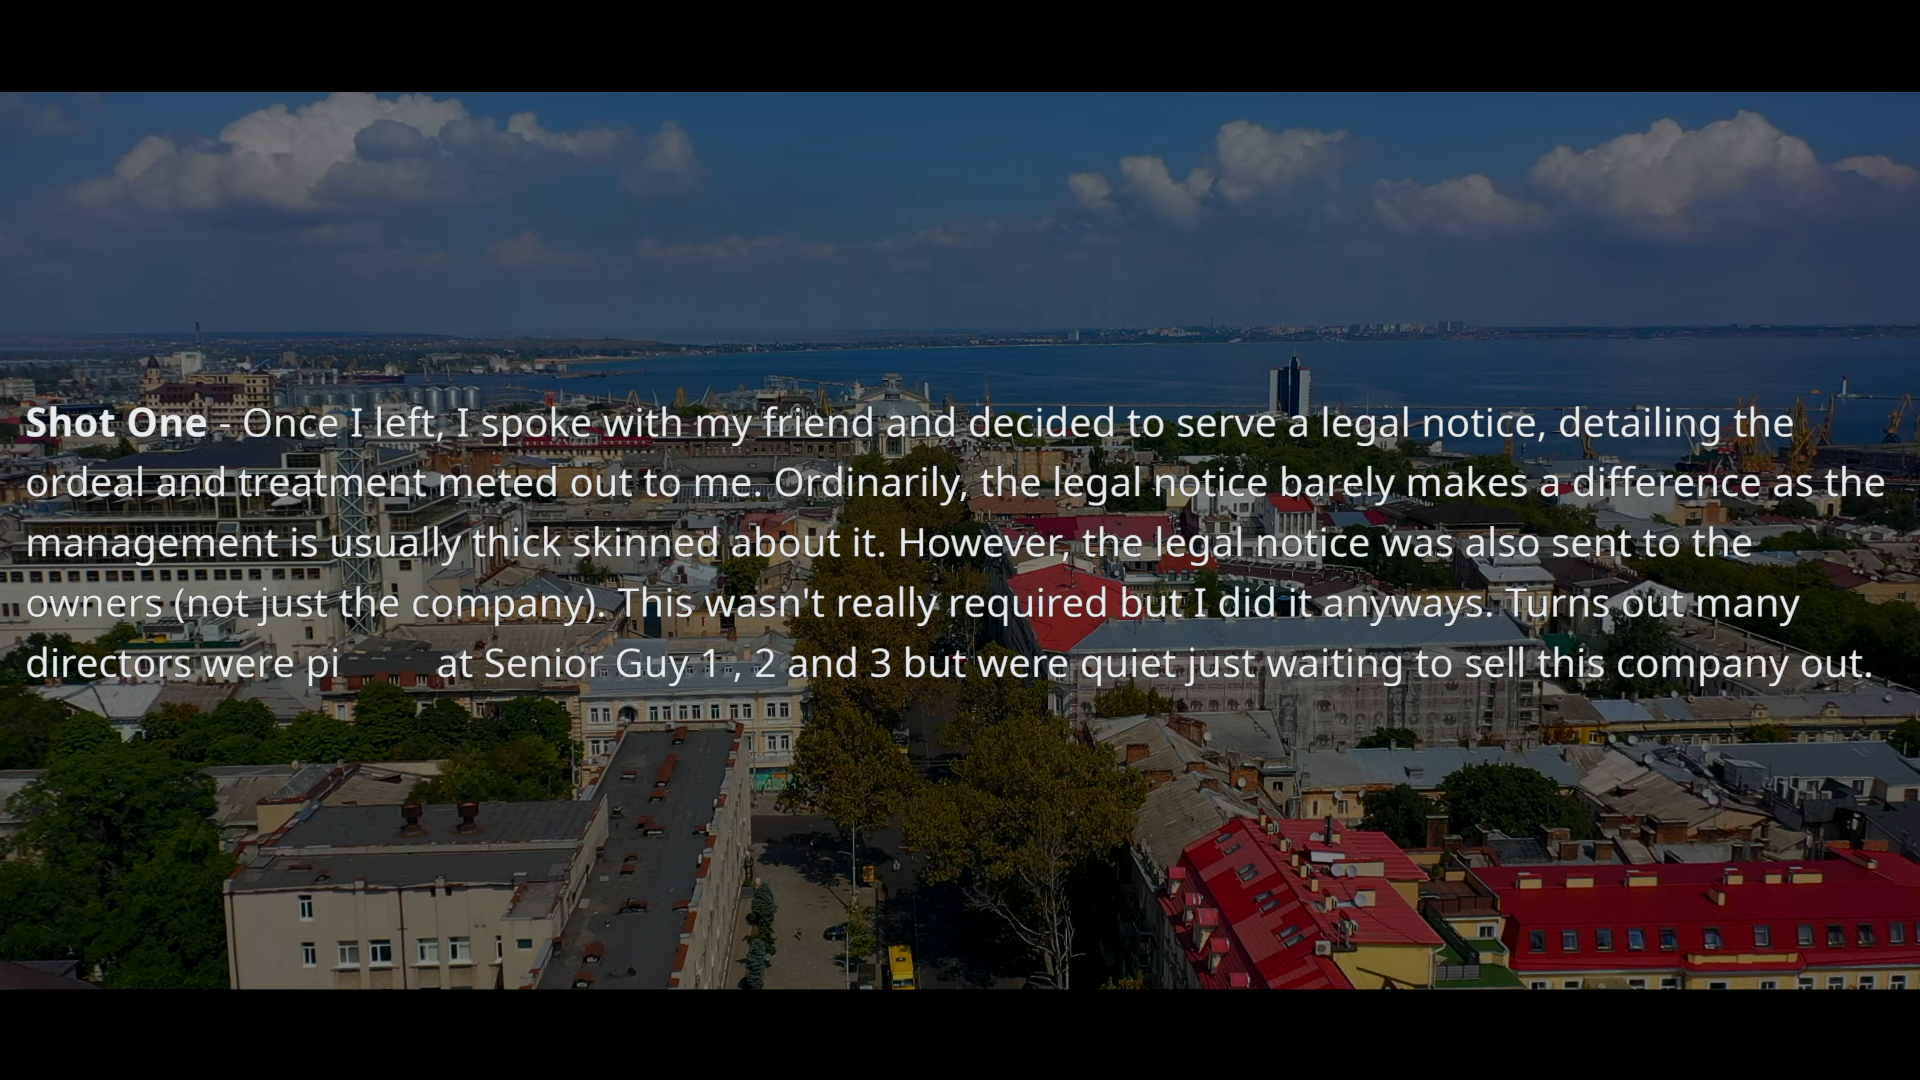 Shot One - Once I left, I spoke with my friend and decided to serve a legal notice, detailing the
ordeal and treatment meted out to me. Ordinarily, the legal notice barely makes a difference as the
management is usually thick skinned about it. However, the legal notice was also sent to the
owners (not just the company). This wasn't really required but I did it anyways. Turns out many
directors were pi at Senior Guy 1, 2 and 3 but were quiet just waiting to sell this company out.